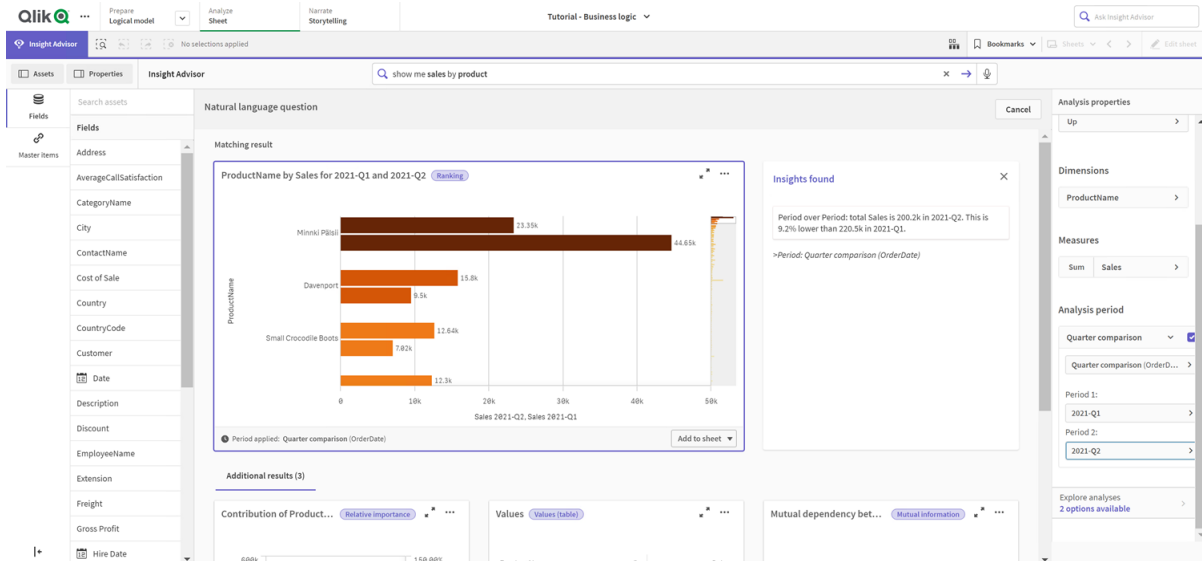 Qlik
Prepare
Logical model
Analyze
Sheet
Narrate
Storytelling
Tutorial - Business logic
Ask Insight Advisor
Insight Advisor
No selections applied
Bookmarks
Sheets
Edit sheet
Assets
Properties
Insight Advisor
show me sales by product
Fields
Master items
Search assets
Fields
Address
AverageCallSatisfaction
CategoryName
City
ContactName
Cost of Sale
Country
CountryCode
Customer
Date
Description
Discount
EmployeeName
Extension
Freight
Gross Profit
Hire Date
Natural language question
Cancel
Matching result
ProductName by Sales for 2021-Q1 and 2021-Q2 Ranking
ProductName
Minnki Pälsii
23.35k
44.65k
Davenport
15.8k
9.5k
Small Crocodile Boots
12.64k
7.02k
12.3k
0 10k 20k 30k 40k 50k
Sales 2021-Q2, Sales 2021-Q1
Period applied: Quarter comparison (OrderDate)
Add to sheet
Insights found
Period over Period: total Sales is 200.2k in 2021-Q2. This is
9.2% lower than 220.5k in 2021-Q1.
>Period: Quarter comparison (OrderDate)
Additional results (3)
Contribution of Product... Relative importance
600k 150.00%
Values Values (table)
Mutual dependency bet... Mutual information
Analysis properties
Up
Dimensions
ProductName
Measures
Sum Sales
Analysis period
Quarter comparison
Quarter comparison (OrderD...
Period 1:
2021-Q1
Period 2:
2021-Q2
Explore analyses
2 options available